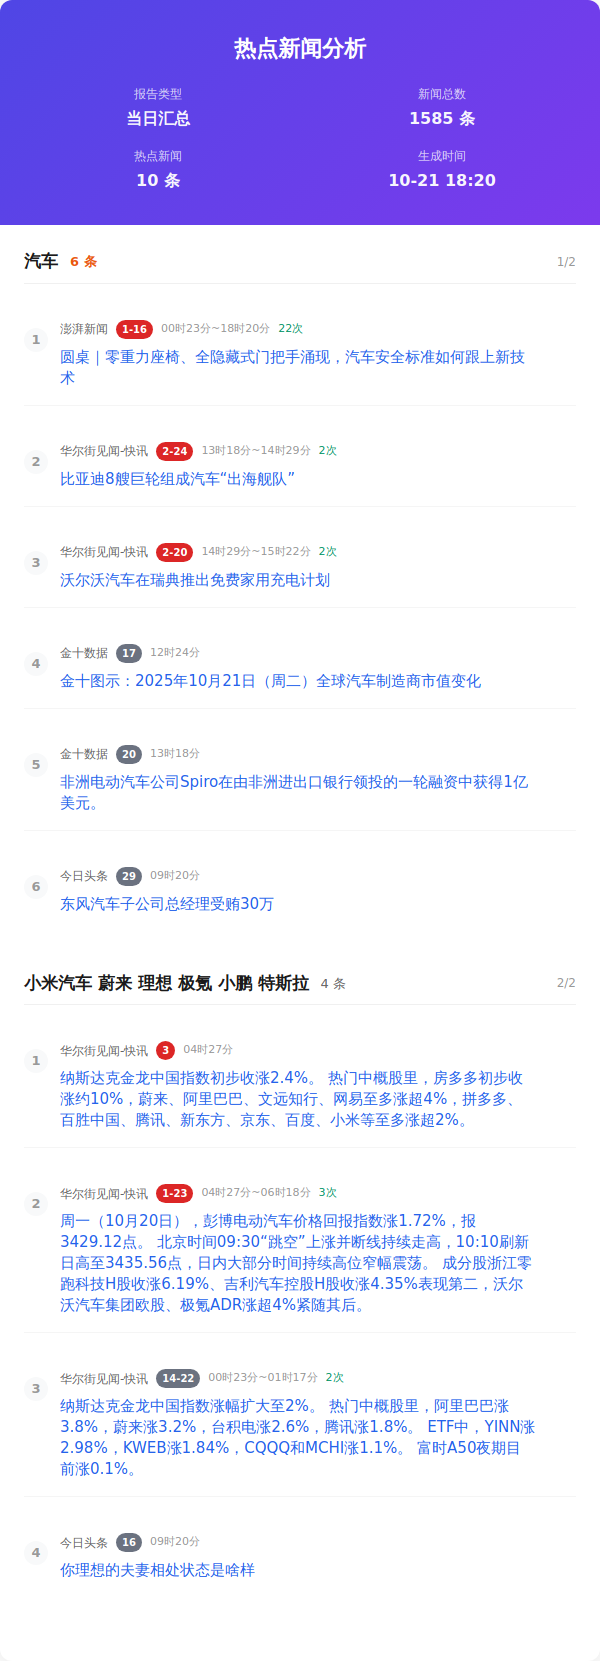 热点新闻分析
报告类型
新闻总数
当日汇总
1585 条
热点新闻
生成时间
10 条
10-21 18:20
汽车 6 条 1/2
1
澎湃新闻 1-16 00时23分~18时20分 22次
圆桌｜零重力座椅、全隐藏式门把手涌现，汽车安全标准如何跟上新技
术
2
华尔街见闻-快讯 2-24 13时18分~14时29分 2次
比亚迪8艘巨轮组成汽车“出海舰队”
3
华尔街见闻-快讯 2-20 14时29分~15时22分 2次
沃尔沃汽车在瑞典推出免费家用充电计划
4
金十数据 17 12时24分
金十图示：2025年10月21日（周二）全球汽车制造商市值变化
5
金十数据 20 13时18分
非洲电动汽车公司Spiro在由非洲进出口银行领投的一轮融资中获得1亿
美元。
6
今日头条 29 09时20分
东风汽车子公司总经理受贿30万
小米汽车 蔚来 理想 极氪 小鹏 特斯拉 4 条 2/2
1
华尔街见闻-快讯 3 04时27分
纳斯达克金龙中国指数初步收涨2.4%。 热门中概股里，房多多初步收
涨约10%，蔚来、阿里巴巴、文远知行、网易至多涨超4%，拼多多、
百胜中国、腾讯、新东方、京东、百度、小米等至多涨超2%。
2
华尔街见闻-快讯 1-23 04时27分~06时18分 3次
周一（10月20日），彭博电动汽车价格回报指数涨1.72%，报
3429.12点。 北京时间09:30“跳空”上涨并断线持续走高，10:10刷新
日高至3435.56点，日内大部分时间持续高位窄幅震荡。 成分股浙江零
跑科技H股收涨6.19%、吉利汽车控股H股收涨4.35%表现第二，沃尔
沃汽车集团欧股、极氪ADR涨超4%紧随其后。
3
华尔街见闻-快讯 14-22 00时23分~01时17分 2次
纳斯达克金龙中国指数涨幅扩大至2%。 热门中概股里，阿里巴巴涨
3.8%，蔚来涨3.2%，台积电涨2.6%，腾讯涨1.8%。 ETF中，YINN涨
2.98%，KWEB涨1.84%，CQQQ和MCHI涨1.1%。 富时A50夜期目
前涨0.1%。
4
今日头条 16 09时20分
你理想的夫妻相处状态是啥样